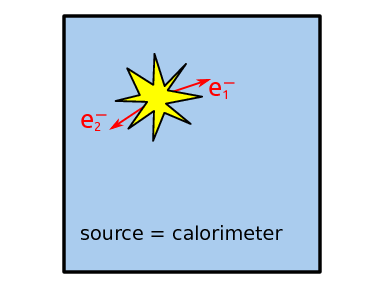 e₁⁻
e₂⁻
source = calorimeter